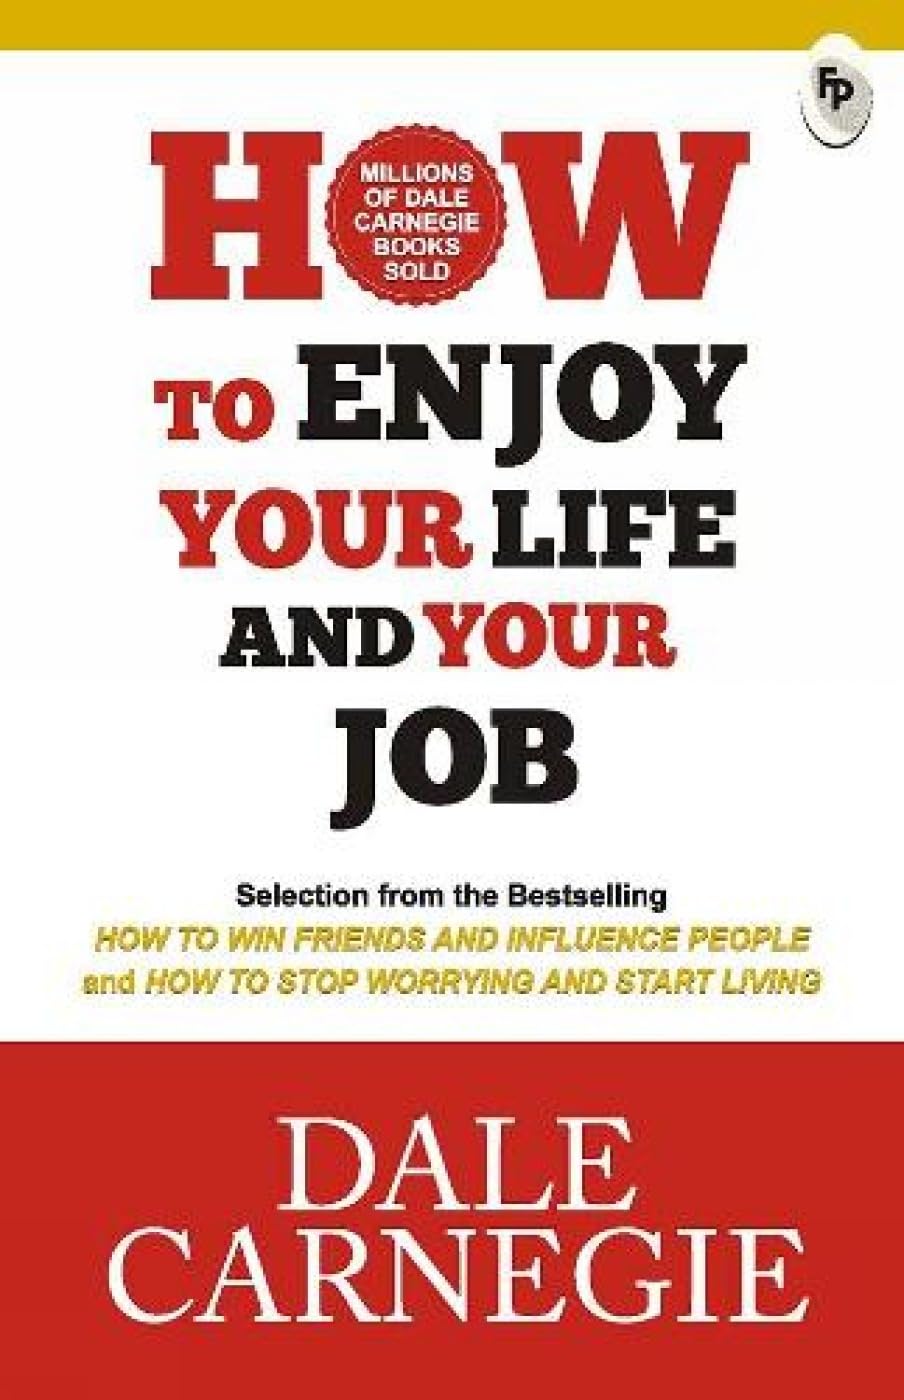 FP
HOW
MILLIONS
OF DALE
CARNEGIE
BOOKS
SOLD
TO ENJOY
YOUR LIFE
AND YOUR
JOB
Selection from the Bestselling
HOW TO WIN FRIENDS AND INFLUENCE PEOPLE
and HOW TO STOP WORRYING AND START LIVING
DALE
CARNEGIE